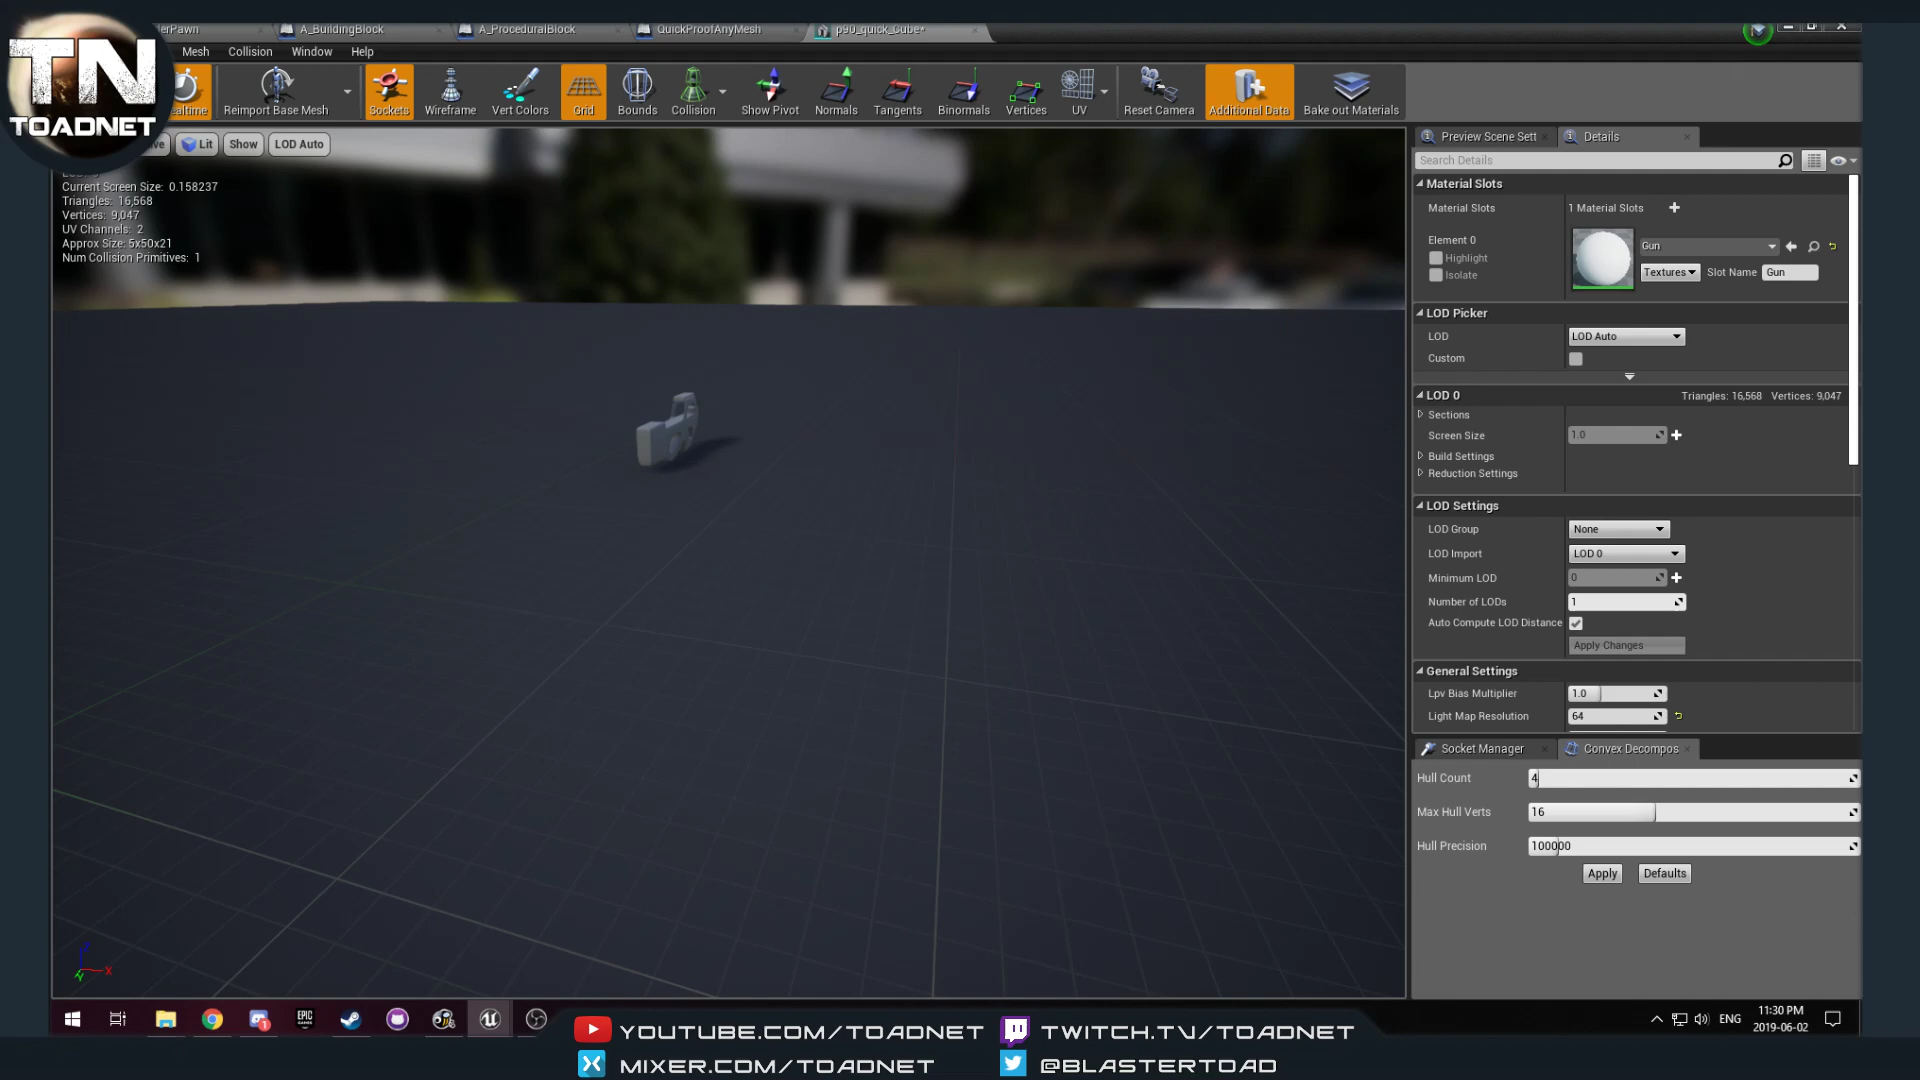 erPawn
A_BuildingBlock
A_ProceduralBlock
QuickProofAnyMesh
p90_quick_Cube*
TN
TOADNET
Mesh
Collision
Window
Help
ealtime
Reimport Base Mesh
Sockets
Wireframe
Vert Colors
Grid
Bounds
Collision
Show Pivot
Normals
Tangents
Binormals
Vertices
UV
Reset Camera
Additional Data
Bake out Materials
Lit
Show
LOD Auto
Current Screen Size: 0.158237
Triangles: 16,568
Vertices: 9,047
UV Channels: 2
Approx Size: 5x50x21
Num Collision Primitives: 1
Preview Scene Sett
Details
Search Details
Material Slots
Material Slots
1 Material Slots
Element 0
Highlight
Isolate
Gun
Textures
Slot Name
Gun
LOD Picker
LOD
LOD Auto
Custom
LOD 0
Triangles: 16,568 Vertices: 9,047
Sections
Screen Size
1.0
Build Settings
Reduction Settings
LOD Settings
LOD Group
None
LOD Import
LOD 0
Minimum LOD
0
Number of LODs
1
Auto Compute LOD Distance
Apply Changes
General Settings
Lpv Bias Multiplier
1.0
Light Map Resolution
64
Socket Manager
Convex Decompos
Hull Count
4
Max Hull Verts
16
Hull Precision
100000
Apply
Defaults
X
EPIC
GAMES
ENG
11:30 PM
2019-06-02
YOUTUBE.COM/TOADNET
TWITCH.TV/TOADNET
MIXER.COM/TOADNET
@BLASTERTOAD